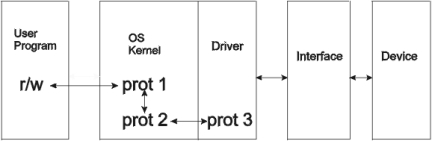 User
Program
OS
Kernel
Driver
Interface
Device
r/w
prot 1
prot 2
prot 3